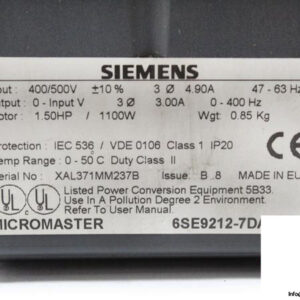 SIEMENS
put : 400/500V ±10 % 3 Ø 4.90A 47 - 63 Hz
utput : 0 - Input V 3 Ø 3.00A 0 - 400 Hz
otor : 1.50HP / 1100W Wgt: 0.85 Kg
Protection : IEC 536 / VDE 0106 Class 1 IP20
emp Range : 0 - 50 C Duty Class II
erial No : XAL371MM237B Issue : B .8 MADE IN EU
Listed Power Conversion Equipment 5B33.
Use In A Pollution Degree 2 Environment.
Refer To User Manual.
MICROMASTER 6SE9212-7DA